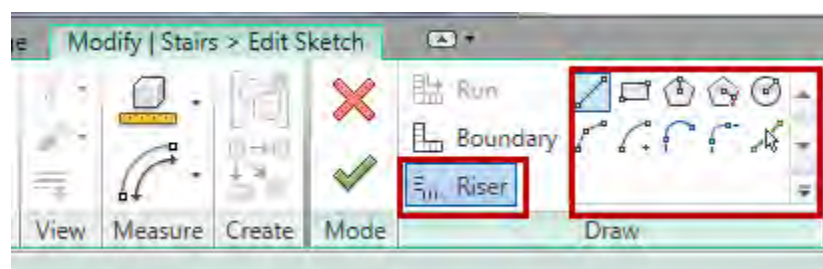 e Modify | Stairs > Edit Sketch
Run
Boundary
Riser
View Measure Create Mode Draw